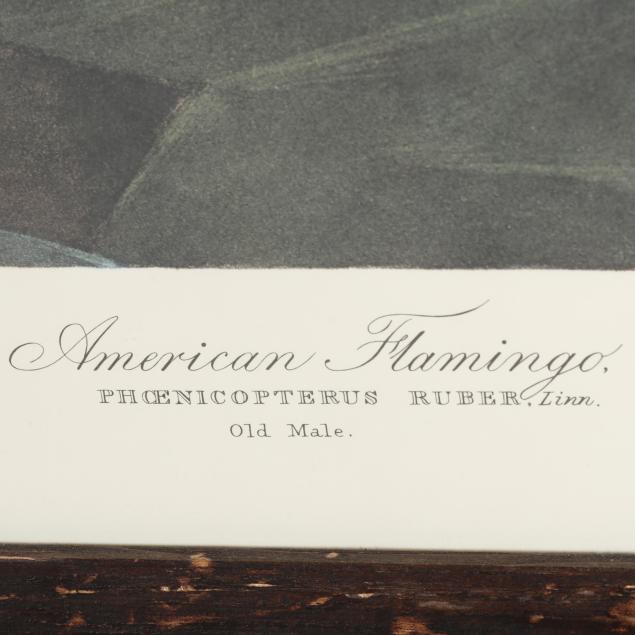 American Flamingo,
PHŒNICOPTERUS RUBER, Linn.
Old Male.